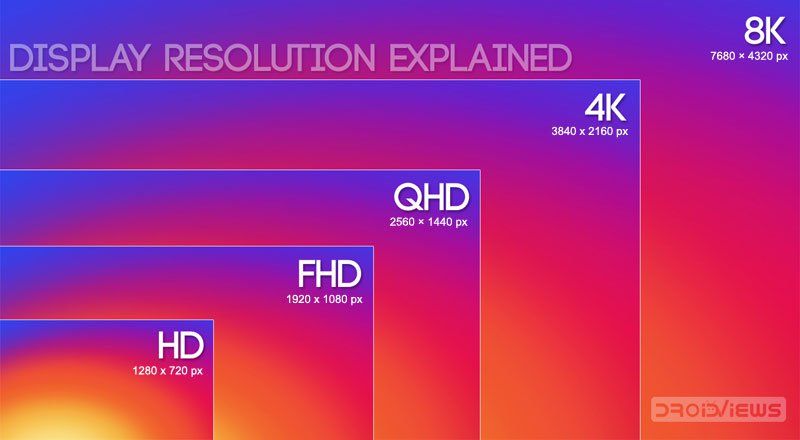 DISPLAY RESOLUTION EXPLAINED
8K
7680 × 4320 px
4K
3840 x 2160 px
QHD
2560 × 1440 px
FHD
1920 x 1080 px
HD
1280 x 720 px
DROIDVIEWS